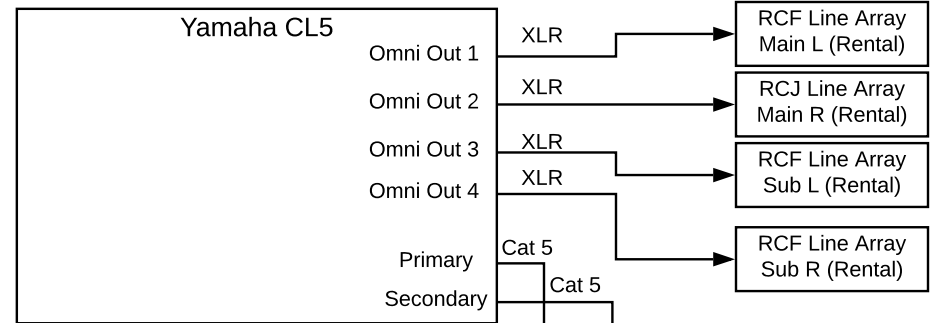 Yamaha CL5
Omni Out 1
XLR
RCF Line Array
Main L (Rental)
Omni Out 2
XLR
RCJ Line Array
Main R (Rental)
Omni Out 3
XLR
RCF Line Array
Sub L (Rental)
Omni Out 4
XLR
RCF Line Array
Sub R (Rental)
Primary
Cat 5
Secondary
Cat 5